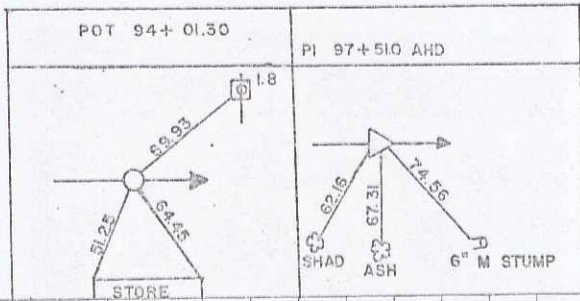 POT 94+ 01.30
1.8
69.93
51.25
64.45
STORE
PI 97+51.0 AHD
62.16
67.31
74.56
SHAD
ASH
6" M STUMP